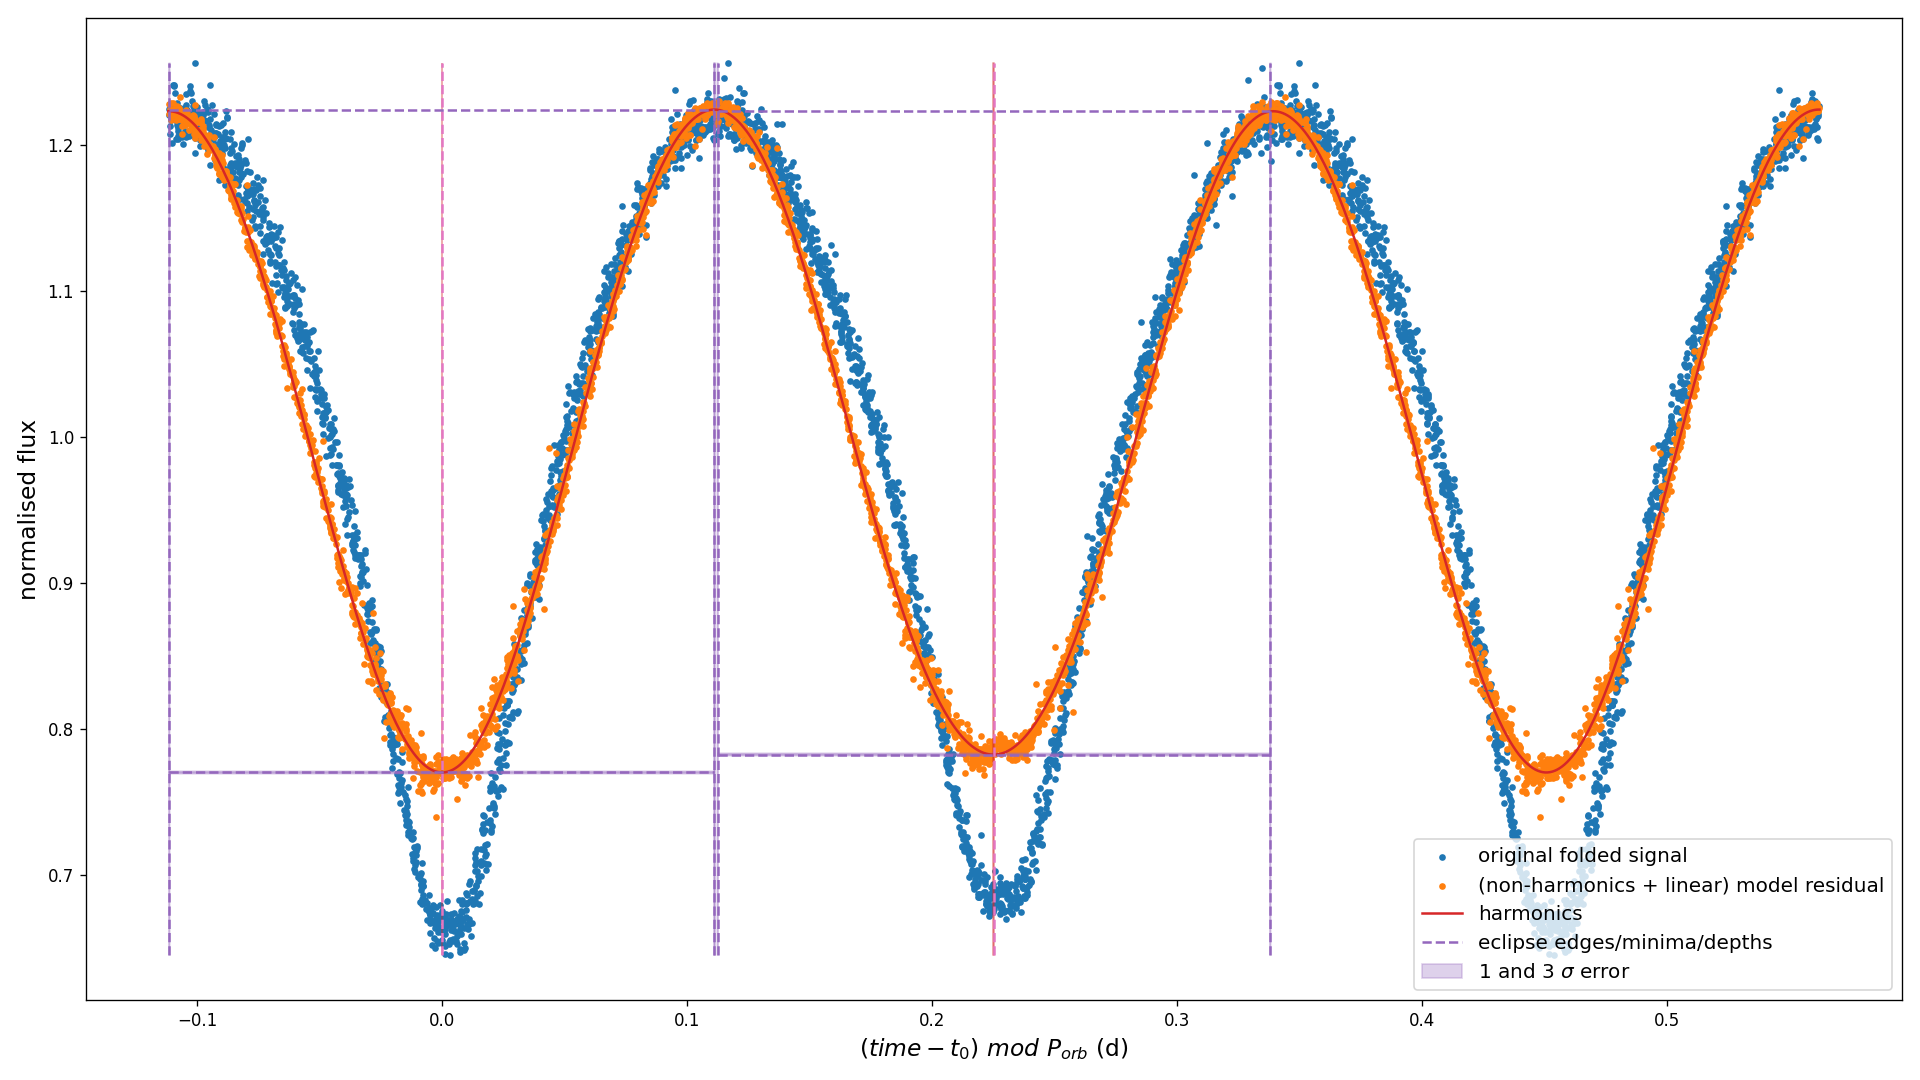 normalised flux
1.2
1.1
1.0
0.9
0.8
0.7
−0.1 0.0 0.1 0.2 0.3 0.4 0.5
(time − t₀) mod Pₒᵣb (d)
original folded signal
(non-harmonics + linear) model residual
harmonics
eclipse edges/minima/depths
1 and 3 σ error